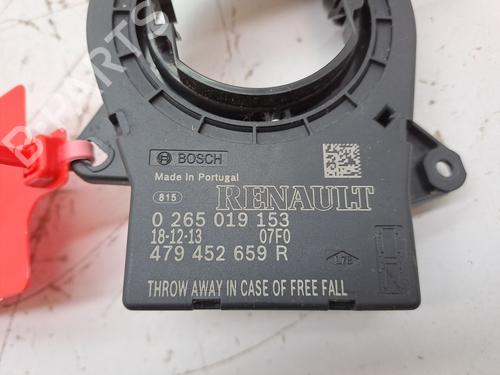 BOSCH
Made in Portugal
815
RENAULT
0 265 019 153
18-12-13 07F0
479 452 659 R
THROW AWAY IN CASE OF FREE FALL